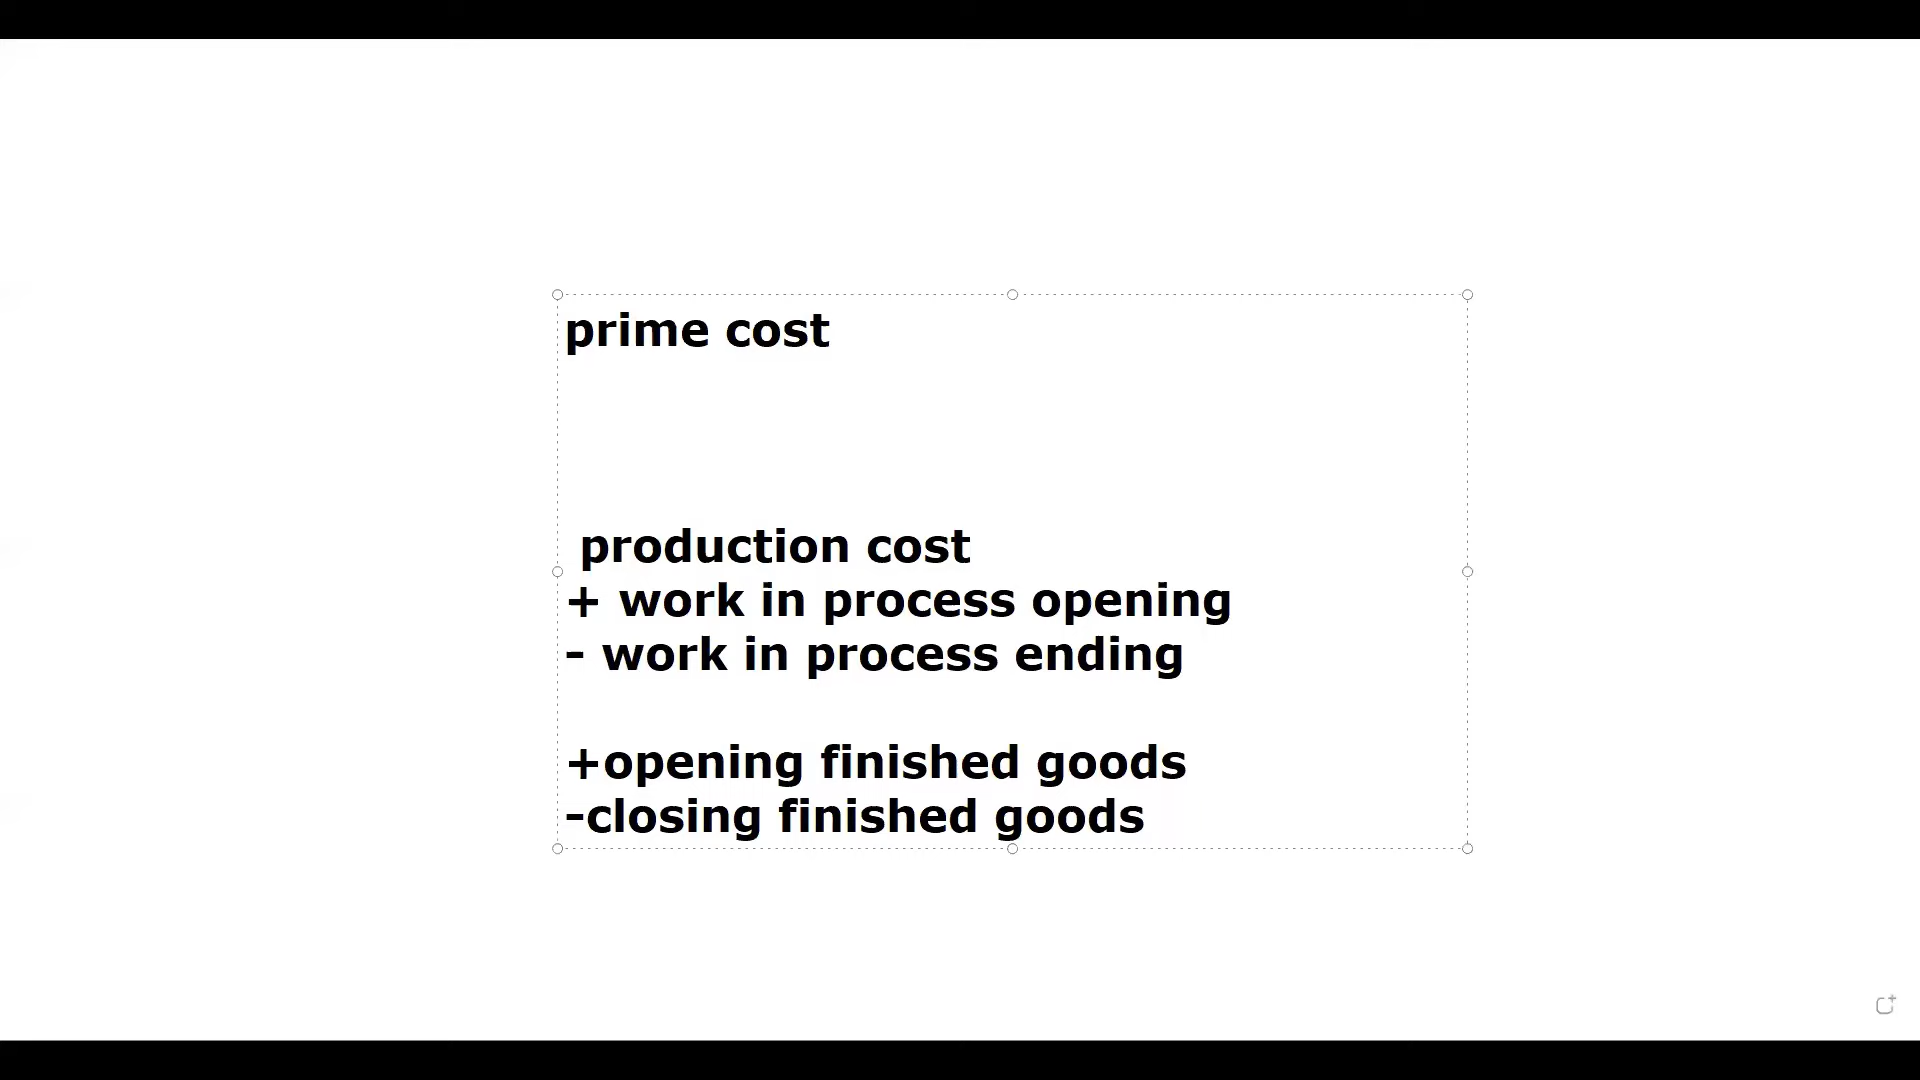 prime cost
production cost
+ work in process opening
- work in process ending
+opening finished goods
-closing finished goods